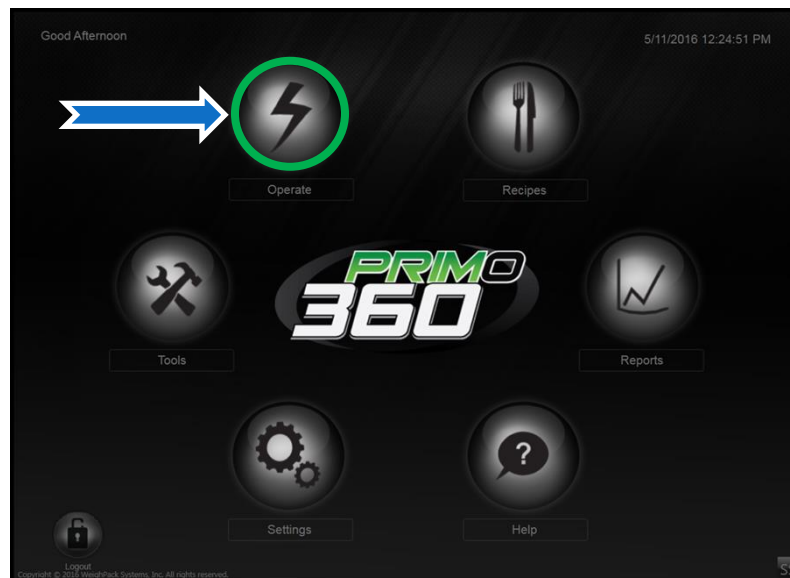 Good Afternoon
5/11/2016 12:24:51 PM
Operate
Recipes
PRIMO
360
Tools
Reports
?
Settings
Help
Logout
Copyright © 2016 WeighPack Systems, Inc. All rights reserved.